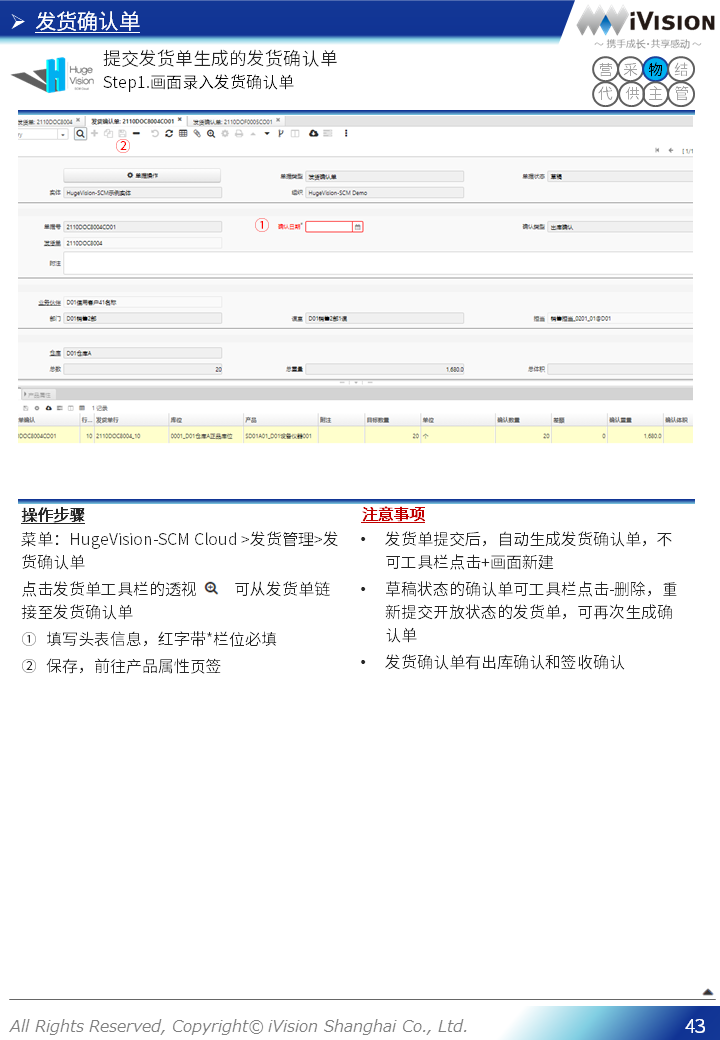 发货确认单
iVISION
～ 携手成长·共享感动 ～
提交发货单生成的发货确认单
Step1.画面录入发货确认单
Huge
Vision
营 采 物 结
代 供 主 管
发货单: 2110DOC8004 × 发货确认单: 2110DOC8004CO01 × 发货确认单: 2110DOF0005CO01 ×
②
单据操作 单据类型 发货确认单 单据状态 草稿
实体 HugeVision-SCM示例实体 组织 HugeVision-SCM Demo
单据号 2110DOC8004CO01 ① 确认日期* 确认类型 出库确认
发货单 2110DOC8004
附注
业务伙伴 D01信用客户41名称
部门 D01销售2部 课室 D01销售2部1课 担当 销售担当_0201_01@D01
仓库 D01仓库A
总数 20 总重量 1,680.0 总体积
产品属性
1记录
单确认 行... 发货单行 库位 产品 附注 目标数量 单位 确认数量 差额 确认重量 确认体积
DOC8004CO01 10 2110DOC8004_10 0001_D01仓库A正品库位 SD01A01_D01设备仪器001 20 个 20 0 1,680.0
操作步骤
菜单：HugeVision-SCM Cloud >发货管理>发
货确认单
点击发货单工具栏的透视 可从发货单链
接至发货确认单
① 填写头表信息，红字带*栏位必填
② 保存，前往产品属性页签
注意事项
• 发货单提交后，自动生成发货确认单，不
可工具栏点击+画面新建
• 草稿状态的确认单可工具栏点击-删除，重
新提交开放状态的发货单，可再次生成确
认单
• 发货确认单有出库确认和签收确认
All Rights Reserved, Copyright© iVision Shanghai Co., Ltd.
43